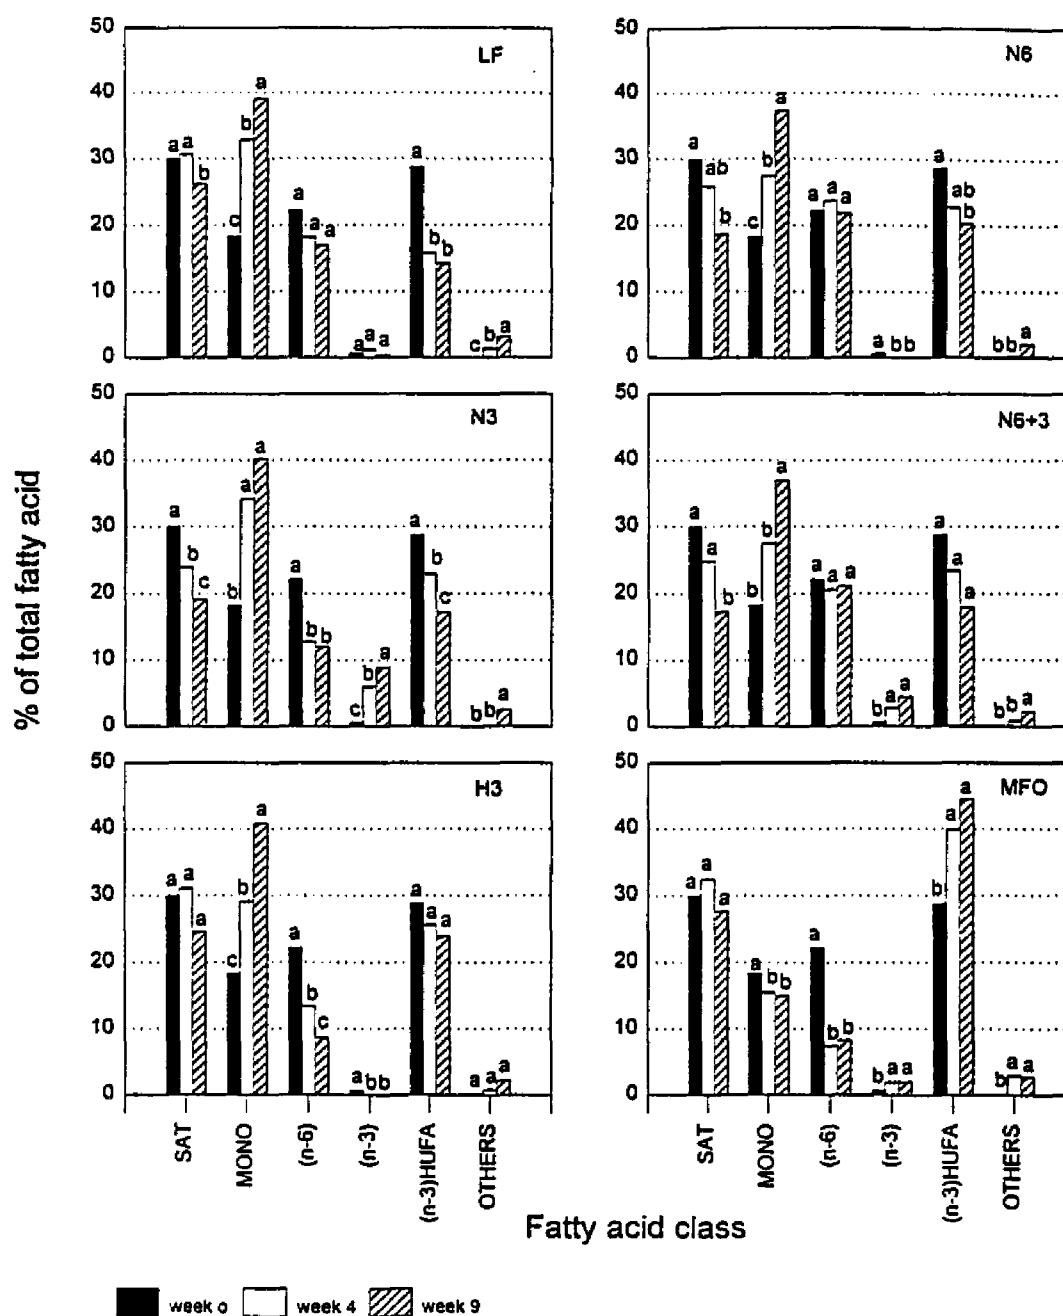 50
40
30
20
10
0
LF
a a b
c b a
a a a
a a a
a b b
c b a
N6
a ab b
c b a
a a a
a b b
a ab b
b b a
50
40
30
20
10
0
N3
a b c
b a a
a b b
c b a
a b c
b b a
N6+3
a a b
b b a
a a a
b a a
a a a
b b a
50
40
30
20
10
0
H3
a a a
c b a
a b c
a b b
a a a
a a a
MFO
a a a
a b b
a b b
b a a
b a a
b a a
50
40
30
20
10
0
50
40
30
20
10
0
50
40
30
20
10
0
% of total fatty acid
SAT
MONO
(n-6)
(n-3)
(n-3)HUFA
OTHERS
SAT
MONO
(n-6)
(n-3)
(n-3)HUFA
OTHERS
Fatty acid class
week o week 4 week 9